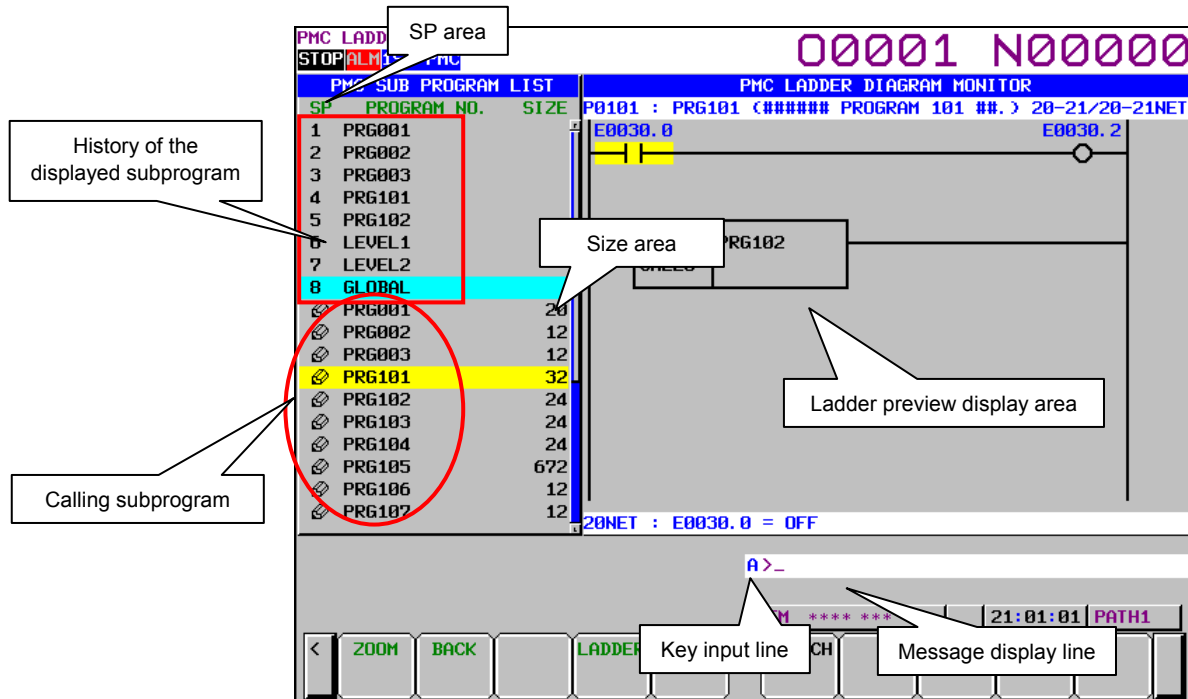 PMC LADD
SP area
O0001 N00000
STOP ALM PMC
PMC SUB PROGRAM LIST
PMC LADDER DIAGRAM MONITOR
SP PROGRAM NO. SIZE
P0101 : PRG101 (###### PROGRAM 101 ##.) 20-21/20-21NET
1 PRG001
E0030.0 E0030.2
2 PRG002
3 PRG003
4 PRG101
5 PRG102
6 LEVEL1
7 LEVEL2
8 GLOBAL
History of the
displayed subprogram
Size area
PRG102
PRG001 20
PRG002 12
PRG003 12
PRG101 32
PRG102 24
PRG103 24
PRG104 24
PRG105 672
PRG106 12
PRG107 12
Calling subprogram
Ladder preview display area
20NET : E0030.0 = OFF
A>_
**** ***
21:01:01 PATH1
< ZOOM BACK LADDER CH
Key input line
Message display line